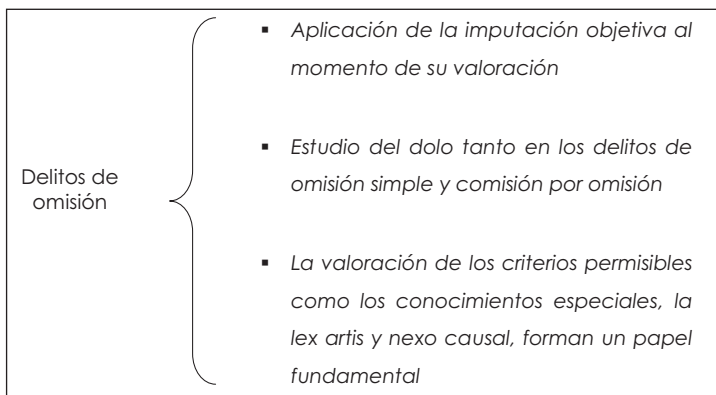 Delitos de
omisión
▪ Aplicación de la imputación objetiva al
momento de su valoración
▪ Estudio del dolo tanto en los delitos de
omisión simple y comisión por omisión
▪ La valoración de los criterios permisibles
como los conocimientos especiales, la
lex artis y nexo causal, forman un papel
fundamental